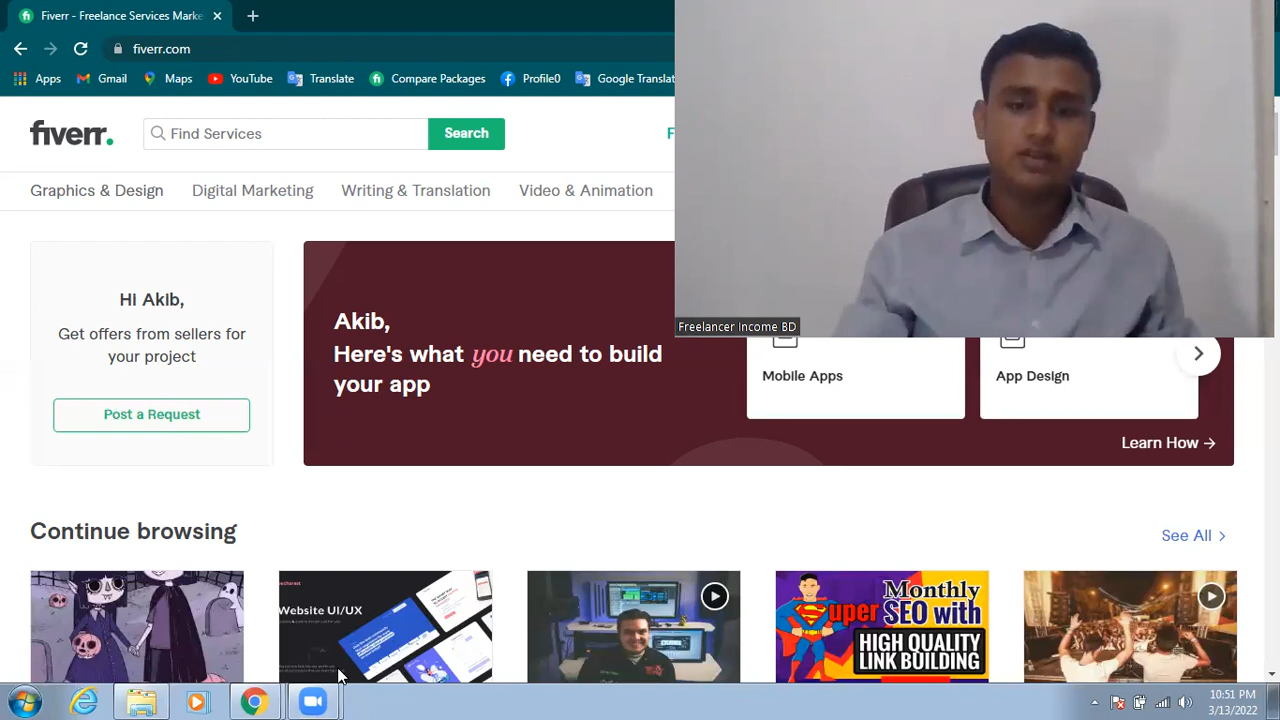 Fiverr - Freelance Services Marke
fiverr.com
Apps Gmail Maps YouTube Translate Compare Packages Profile0 Google Translat
fiverr.
Find Services
Search
F
Graphics & Design Digital Marketing Writing & Translation Video & Animation
Freelancer Income BD
Hi Akib,
Get offers from sellers for
your project
Post a Request
Akib,
Here's what you need to build
your app
Mobile Apps
App Design
Learn How →
Continue browsing
See All >
Website UI/UX
Monthly
Super SEO with
HIGH QUALITY
LINK BUILDING
10:51 PM
3/13/2022